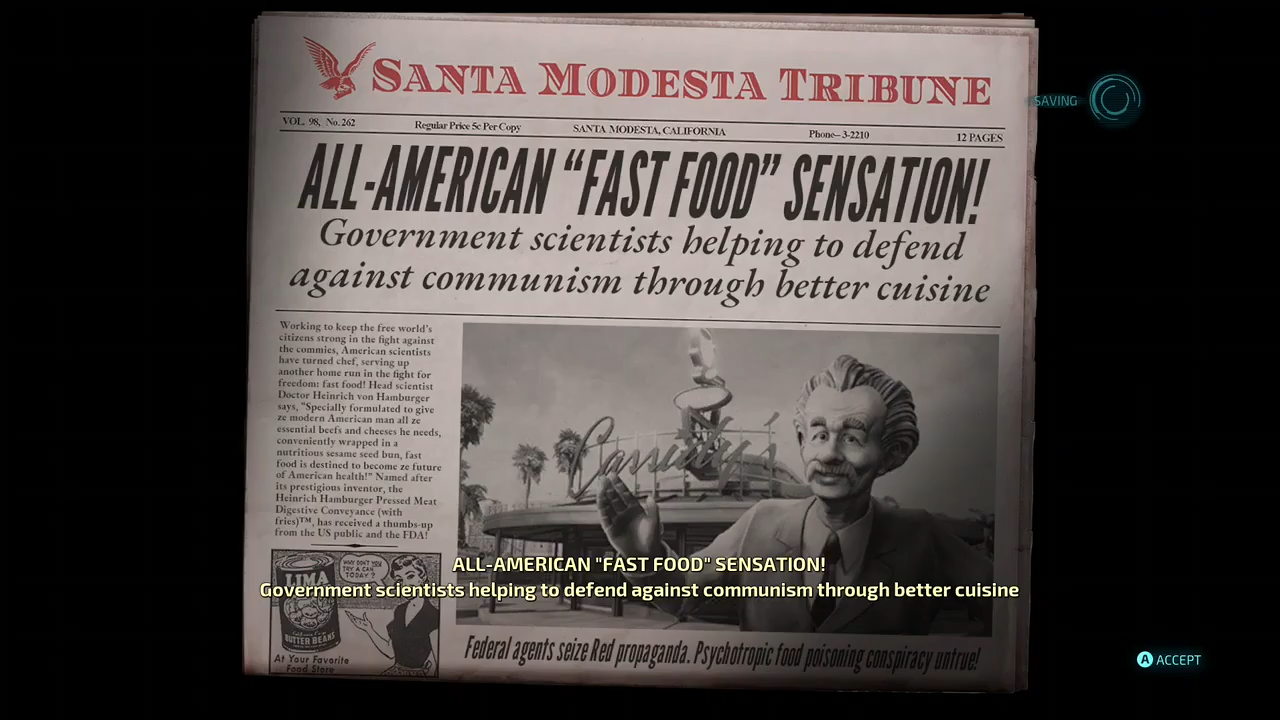 SANTA MODESTA TRIBUNE
SAVING
VOL. 98, No. 262 Regular Price 5c Per Copy SANTA MODESTA, CALIFORNIA Phone– 3-2210 12 PAGES
ALL-AMERICAN “FAST FOOD” SENSATION!
Government scientists helping to defend
against communism through better cuisine
Working to keep the free world's
citizens strong in the fight against
the commies, American scientists
have turned chef, serving up
another home run in the fight for
freedom: fast food! Head scientist
Doctor Heinrich von Hamburger
says, "Specially formulated to give
ze modern American man all ze
essential beefs and cheeses he needs,
conveniently wrapped in a
nutritious sesame seed bun, fast
food is destined to become ze future
of American health!" Named after
its prestigious inventor, the
Heinrich Hamburger Pressed Meat
Digestive Conveyance (with
fries)™, has received a thumbs-up
from the US public and the FDA!
Cassidy's
LIMA
BUTTER BEANS
WHY DON'T YOU
TRY A CAN
TODAY?
At Your Favorite
Food Store
ALL-AMERICAN "FAST FOOD" SENSATION!
Government scientists helping to defend against communism through better cuisine
Federal agents seize Red propaganda. Psychotropic food poisoning conspiracy untrue!
A ACCEPT